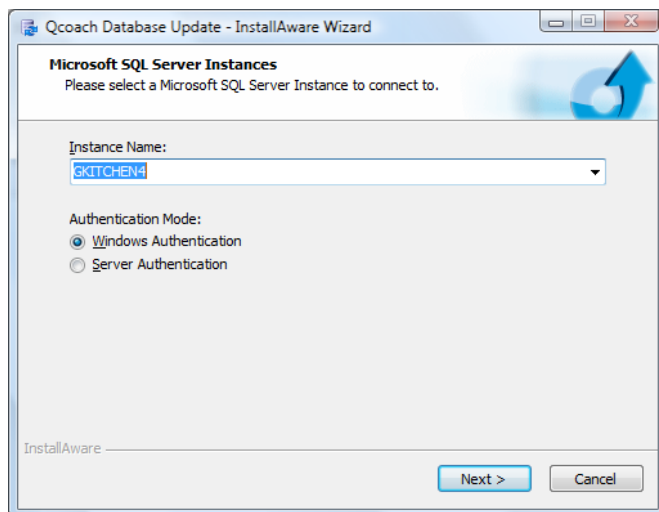 Qcoach Database Update - InstallAware Wizard
Microsoft SQL Server Instances
Please select a Microsoft SQL Server Instance to connect to.
Instance Name:
GKITCHEN4
Authentication Mode:
Windows Authentication
Server Authentication
InstallAware
Next >
Cancel